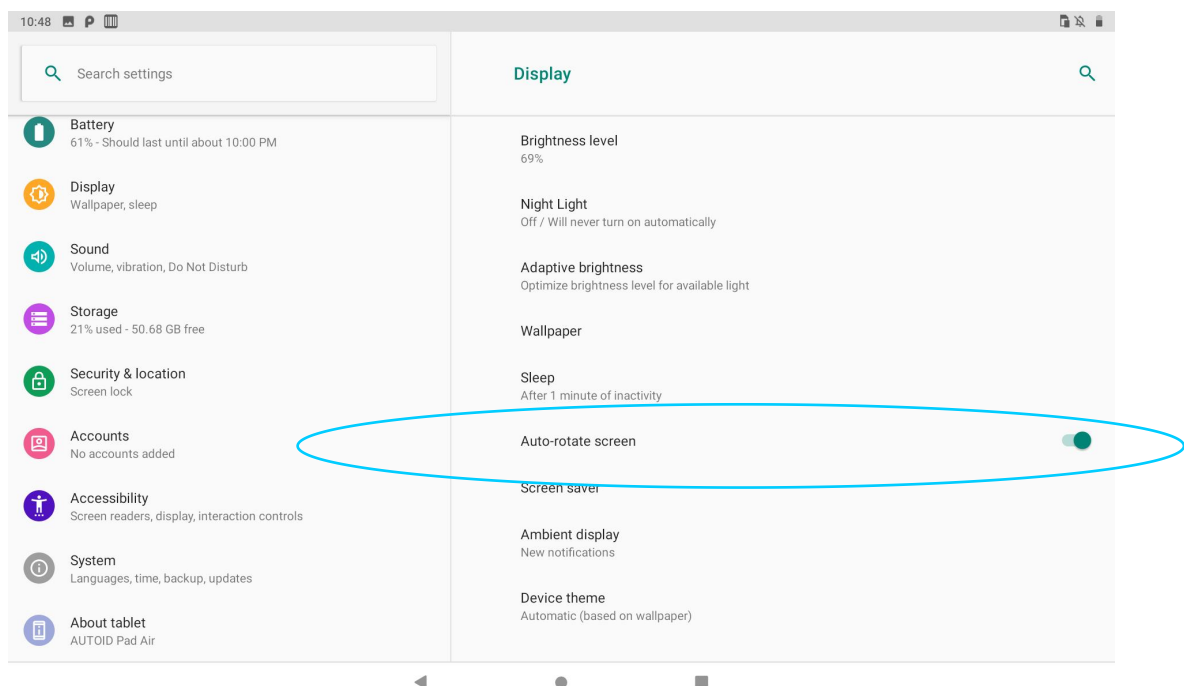 10:48
Search settings
Battery
61% - Should last until about 10:00 PM
Display
Wallpaper, sleep
Sound
Volume, vibration, Do Not Disturb
Storage
21% used - 50.68 GB free
Security & location
Screen lock
Accounts
No accounts added
Accessibility
Screen readers, display, interaction controls
System
Languages, time, backup, updates
About tablet
AUTOID Pad Air
Display
Brightness level
69%
Night Light
Off / Will never turn on automatically
Adaptive brightness
Optimize brightness level for available light
Wallpaper
Sleep
After 1 minute of inactivity
Auto-rotate screen
Screen saver
Ambient display
New notifications
Device theme
Automatic (based on wallpaper)